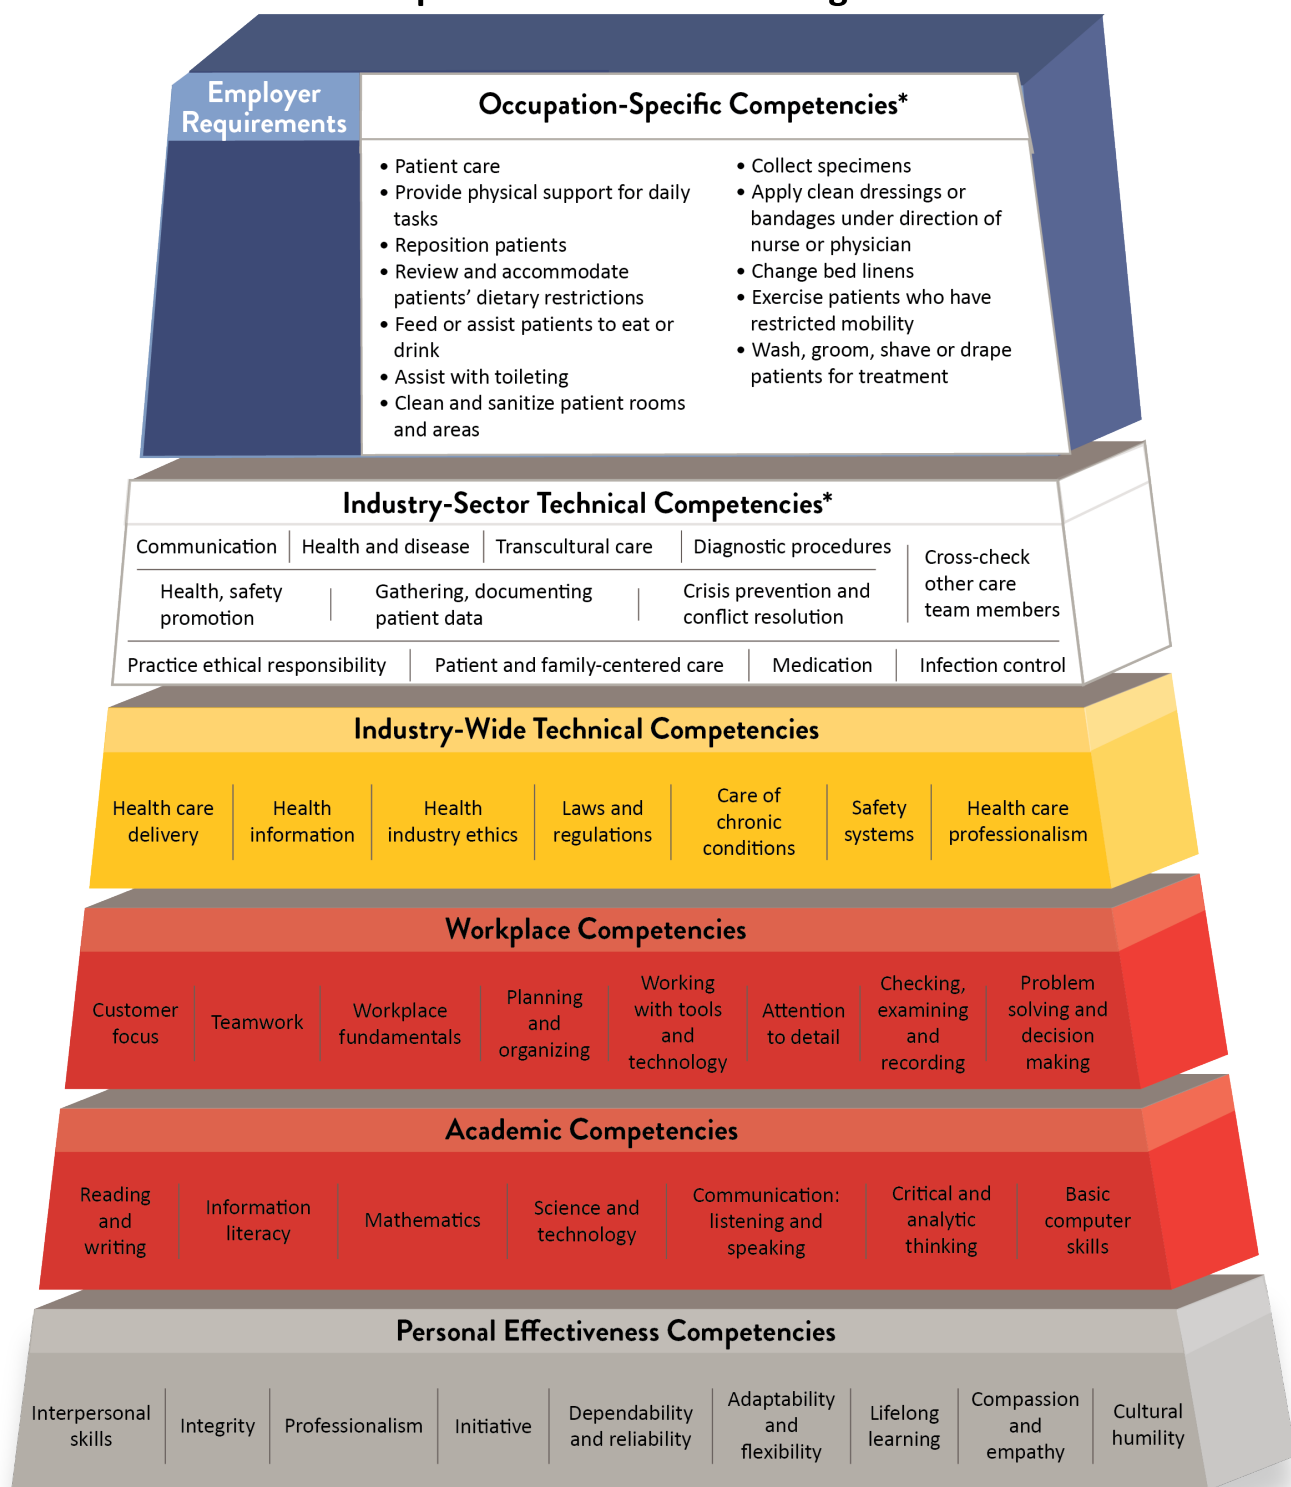 Employer
Requirements
Occupation-Specific Competencies*
• Patient care
• Provide physical support for daily
tasks
• Reposition patients
• Review and accommodate
patients’ dietary restrictions
• Feed or assist patients to eat or
drink
• Assist with toileting
• Clean and sanitize patient rooms
and areas
• Collect specimens
• Apply clean dressings or
bandages under direction of
nurse or physician
• Change bed linens
• Exercise patients who have
restricted mobility
• Wash, groom, shave or drape
patients for treatment
Industry-Sector Technical Competencies*
Communication
Health and disease
Transcultural care
Diagnostic procedures
Cross-check
other care
team members
Health, safety
promotion
Gathering, documenting
patient data
Crisis prevention and
conflict resolution
Practice ethical responsibility
Patient and family-centered care
Medication
Infection control
Industry-Wide Technical Competencies
Health care
delivery
Health
information
Health
industry ethics
Laws and
regulations
Care of
chronic
conditions
Safety
systems
Health care
professionalism
Workplace Competencies
Customer
focus
Teamwork
Workplace
fundamentals
Planning
and
organizing
Working
with tools
and
technology
Attention
to detail
Checking,
examining
and
recording
Problem
solving and
decision
making
Academic Competencies
Reading
and
writing
Information
literacy
Mathematics
Science and
technology
Communication:
listening and
speaking
Critical and
analytic
thinking
Basic
computer
skills
Personal Effectiveness Competencies
Interpersonal
skills
Integrity
Professionalism
Initiative
Dependability
and reliability
Adaptability
and
flexibility
Lifelong
learning
Compassion
and
empathy
Cultural
humility